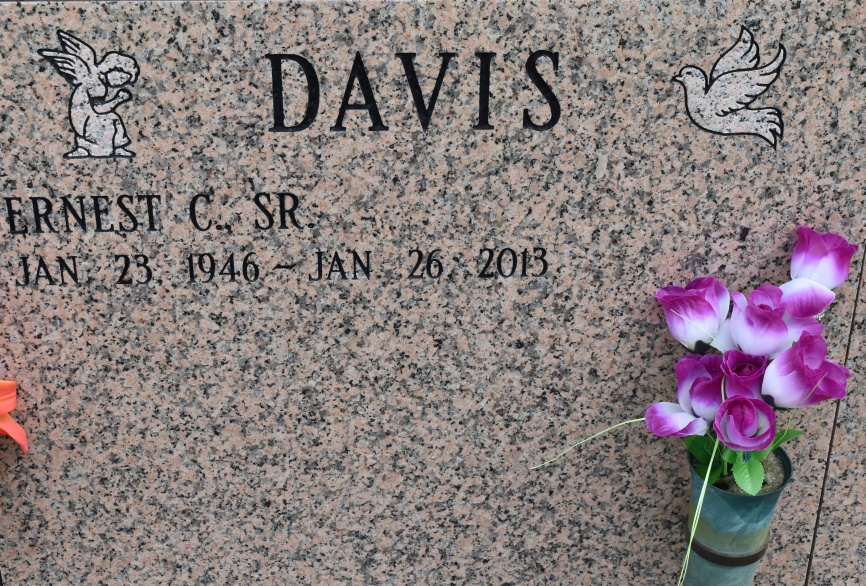 DAVIS
ERNEST C., SR.
JAN. 23, 1946 – JAN 26, 2013